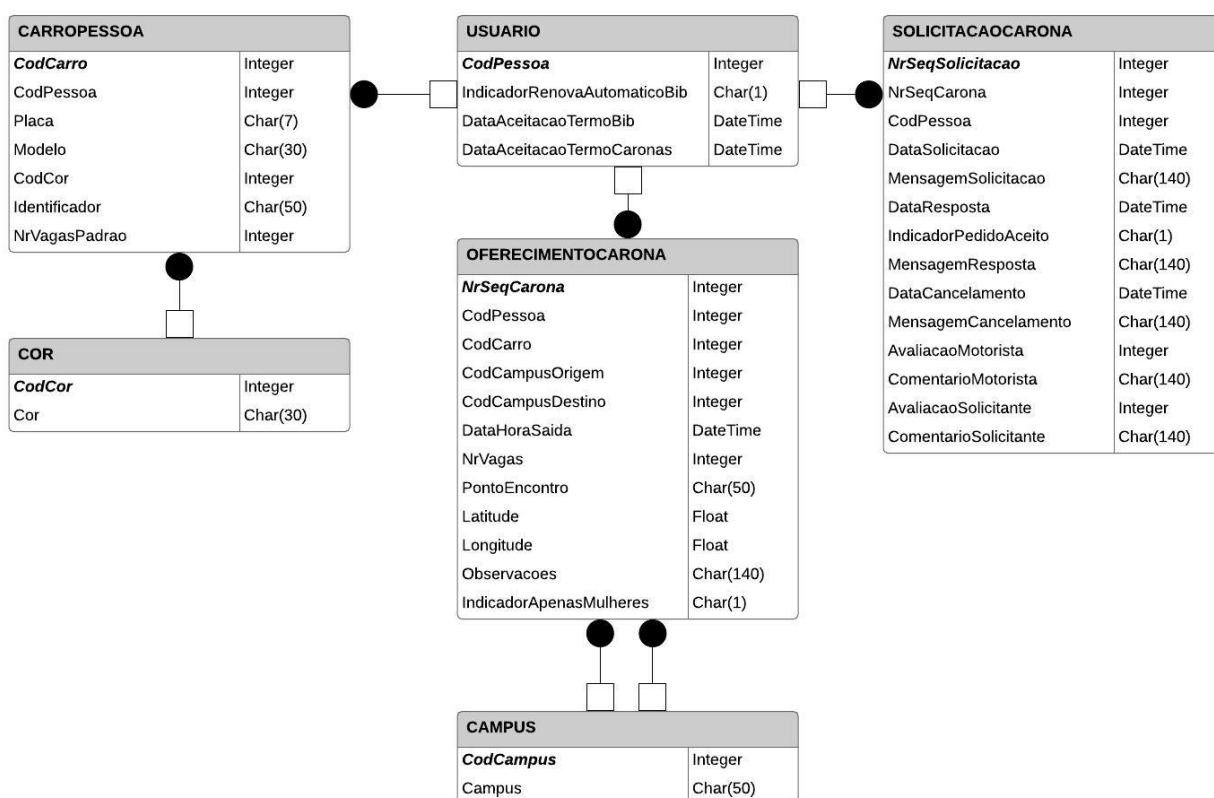 CARROPESSOA
CodCarro Integer
CodPessoa Integer
Placa Char(7)
Modelo Char(30)
CodCor Integer
Identificador Char(50)
NrVagasPadrao Integer
USUARIO
CodPessoa Integer
IndicadorRenovaAutomaticoBib Char(1)
DataAceitacaoTermoBib DateTime
DataAceitacaoTermoCaronas DateTime
SOLICITACAOCARONA
NrSeqSolicitacao Integer
NrSeqCarona Integer
CodPessoa Integer
DataSolicitacao DateTime
MensagemSolicitacao Char(140)
DataResposta DateTime
IndicadorPedidoAceito Char(1)
MensagemResposta Char(140)
DataCancelamento DateTime
MensagemCancelamento Char(140)
AvaliacaoMotorista Integer
ComentarioMotorista Char(140)
AvaliacaoSolicitante Integer
ComentarioSolicitante Char(140)
COR
CodCor Integer
Cor Char(30)
OFERECIMENTOCARONA
NrSeqCarona Integer
CodPessoa Integer
CodCarro Integer
CodCampusOrigem Integer
CodCampusDestino Integer
DataHoraSaida DateTime
NrVagas Integer
PontoEncontro Char(50)
Latitude Float
Longitude Float
Observacoes Char(140)
IndicadorApenasMulheres Char(1)
CAMPUS
CodCampus Integer
Campus Char(50)